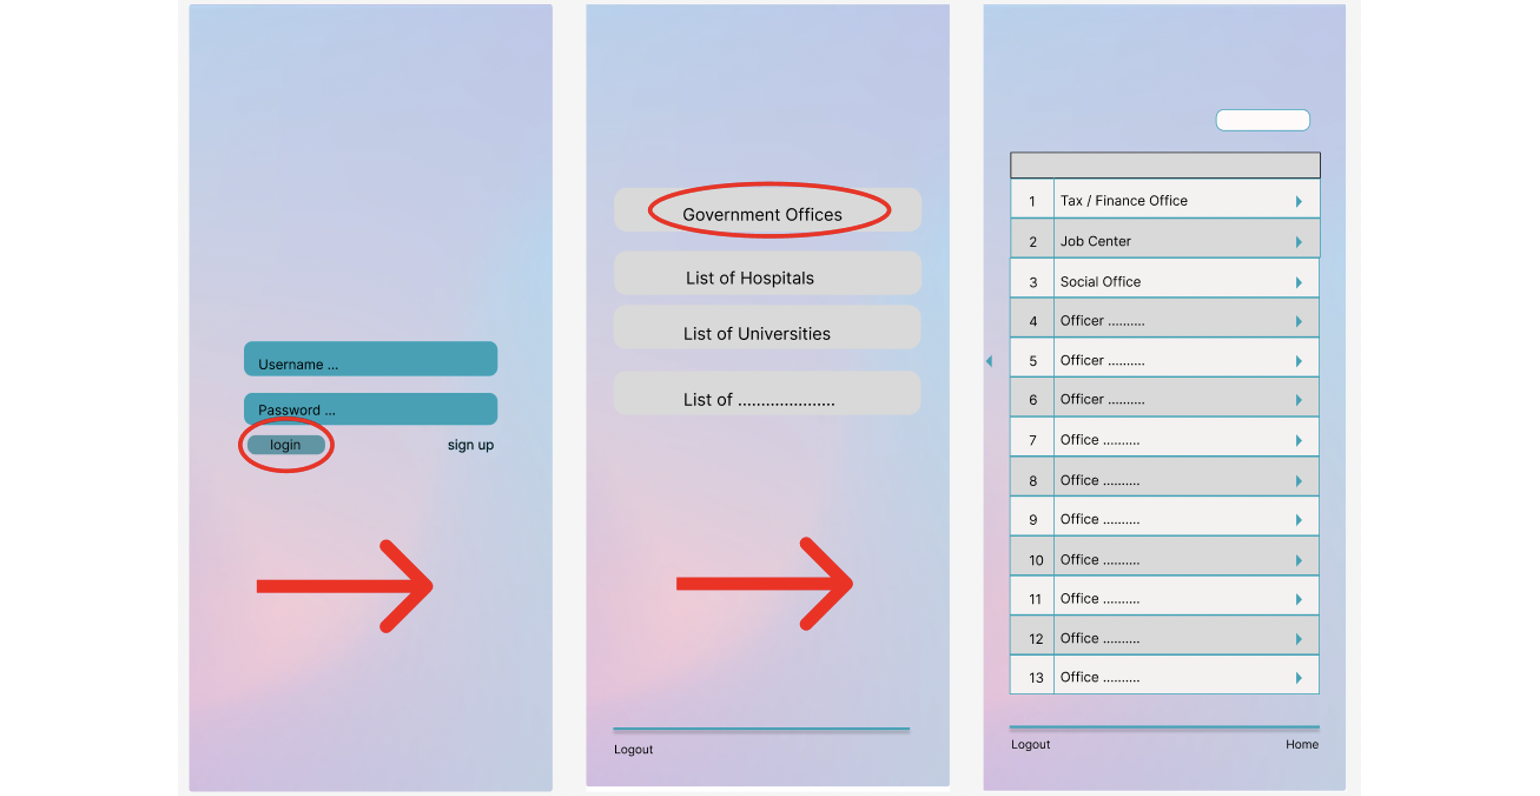 Username ...
Password ...
login
sign up
Government Offices
List of Hospitals
List of Universities
List of .....................
Logout
1 Tax / Finance Office
2 Job Center
3 Social Office
4 Officer ..........
5 Officer ..........
6 Officer ..........
7 Office ..........
8 Office ..........
9 Office ..........
10 Office ..........
11 Office ..........
12 Office ..........
13 Office ..........
Logout
Home